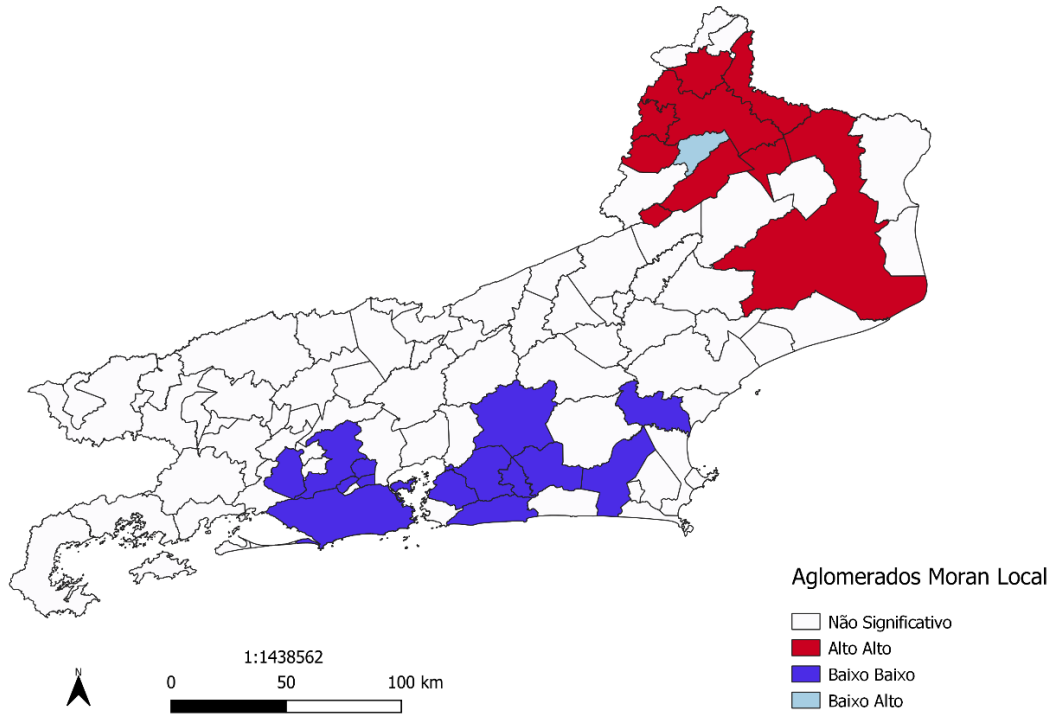 Aglomerados Moran Local
Não Significativo
Alto Alto
Baixo Baixo
Baixo Alto
1:1438562
0 50 100 km
N